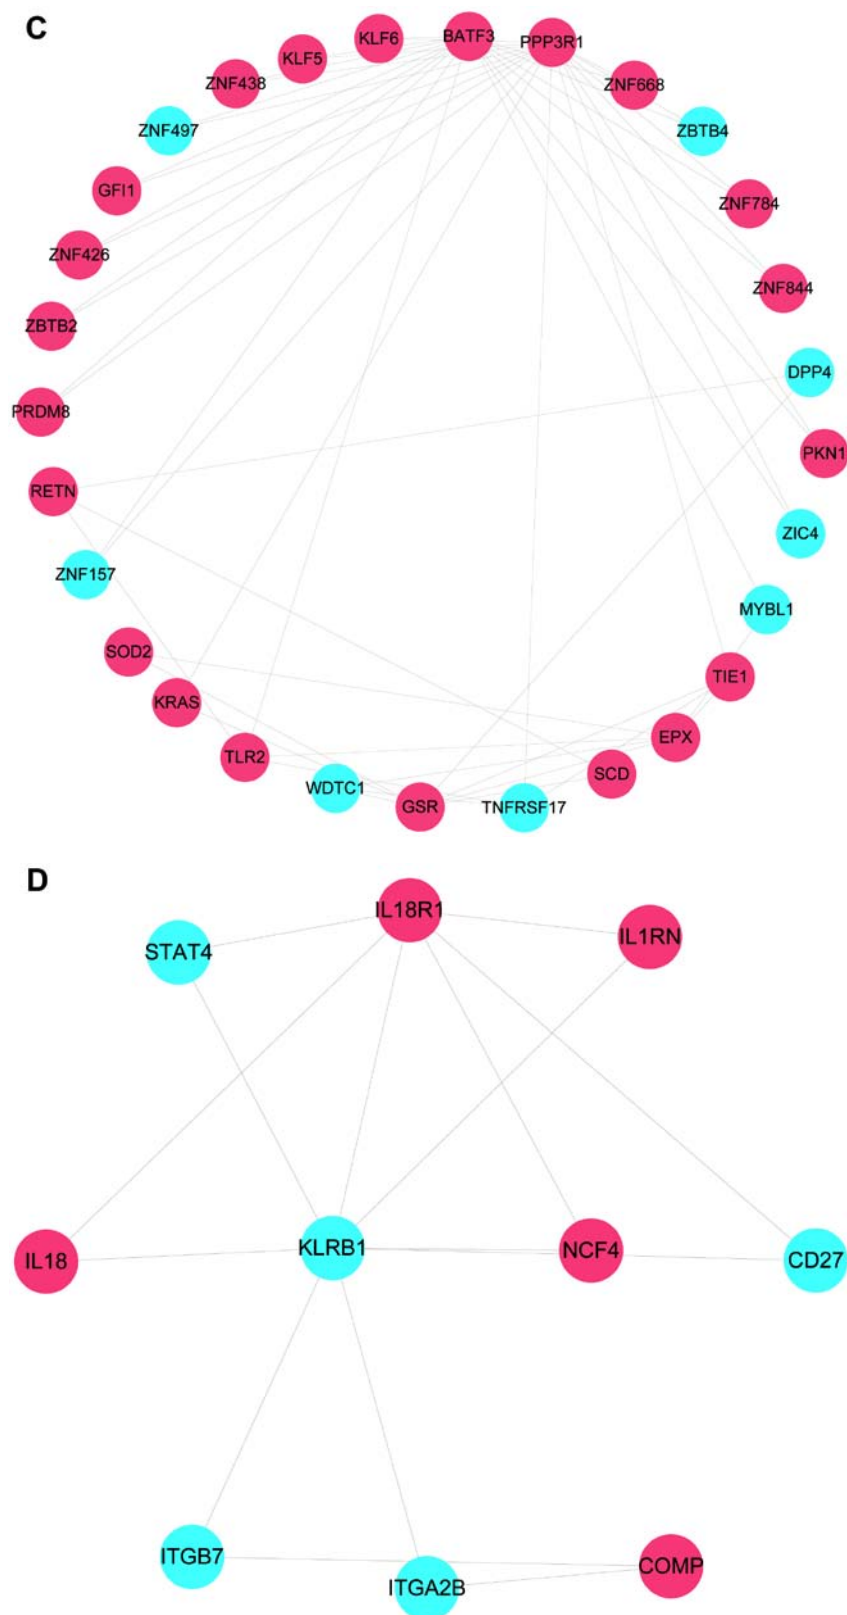 C
KLF6
BATF3
PPP3R1
KLF5
ZNF438
ZNF668
ZNF497
ZBTB4
GFI1
ZNF784
ZNF426
ZNF844
ZBTB2
DPP4
PRDM8
PKN1
RETN
ZIC4
ZNF157
MYBL1
SOD2
TIE1
KRAS
EPX
TLR2
SCD
WDTC1
GSR
TNFRSF17
D
IL18R1
IL1RN
STAT4
IL18
KLRB1
NCF4
CD27
ITGB7
ITGA2B
COMP